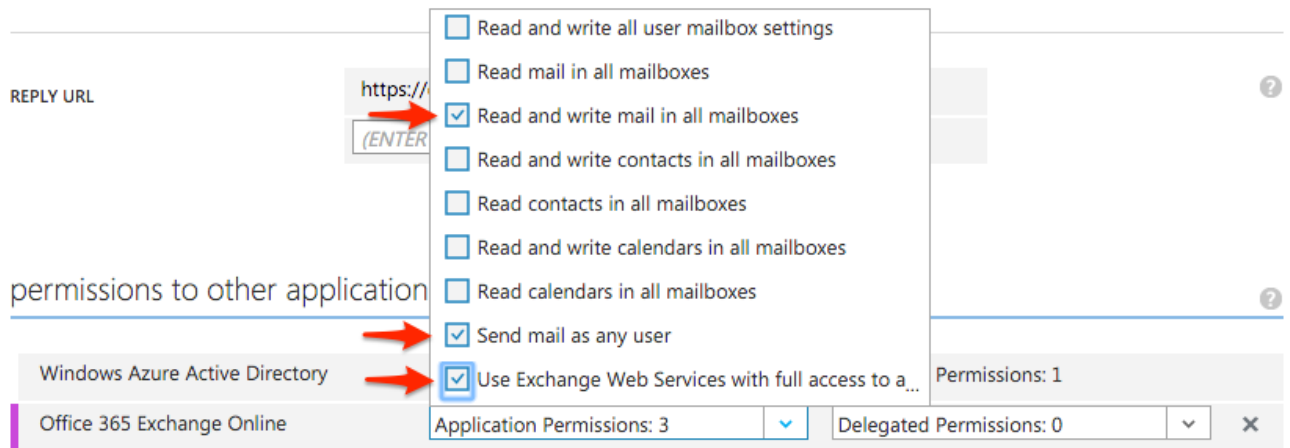 Read and write all user mailbox settings
Read mail in all mailboxes
REPLY URL
https://
Read and write mail in all mailboxes
(ENTER
Read and write contacts in all mailboxes
Read contacts in all mailboxes
Read and write calendars in all mailboxes
permissions to other application
Read calendars in all mailboxes
Send mail as any user
Windows Azure Active Directory
Use Exchange Web Services with full access to a...
Permissions: 1
Office 365 Exchange Online
Application Permissions: 3
Delegated Permissions: 0